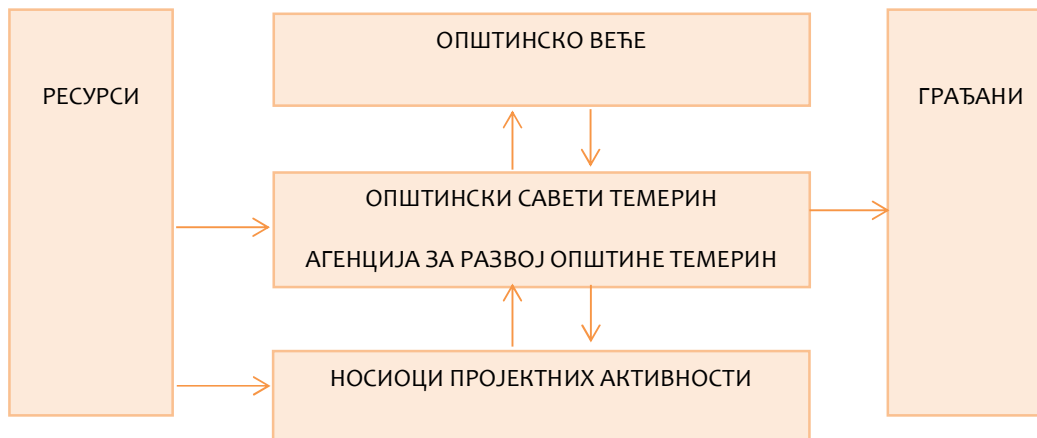 ОПШТИНСКО ВЕЋЕ
РЕСУРСИ
ГРАЂАНИ
ОПШТИНСКИ САВЕТИ ТЕМЕРИН
АГЕНЦИЈА ЗА РАЗВОЈ ОПШТИНЕ ТЕМЕРИН
НОСИОЦИ ПРОЈЕКТНИХ АКТИВНОСТИ